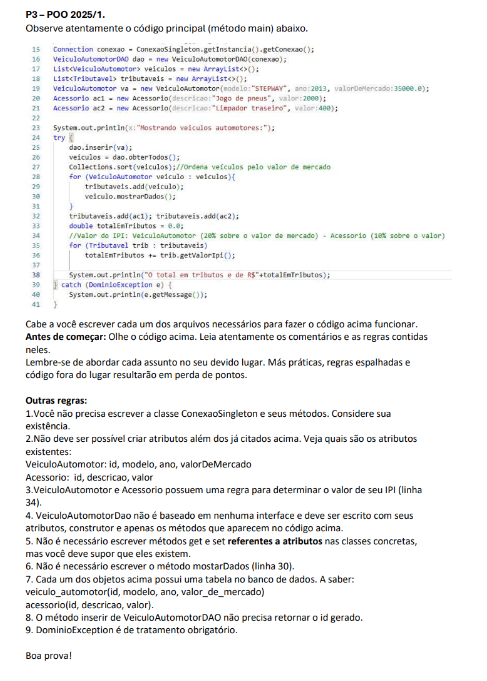 P3 – POO 2025/1.
Observe atentamente o código principal (método main) abaixo.
15 Connection conexao = ConexaoSingleton.getInstancia().getConexao();
16 VeiculoAutomotorDAO dao = new VeiculoAutomotorDAO(conexao);
17 List<VeiculoAutomotor> veiculos = new ArrayList<>();
18 List<Tributavel> tributaveis = new ArrayList<>();
19 VeiculoAutomotor va = new VeiculoAutomotor(modelo:"STEPWAY", ano:2013, valorDeMercado:35000.0);
20 Acessorio ac1 = new Acessorio(descricao:"Jogo de pneus", valor:2000);
21 Acessorio ac2 = new Acessorio(descricao:"Limpador traseiro", valor:400);
22
23 System.out.println(x:"Mostrando veiculos automotores:");
24 try {
25 dao.inserir(va);
26 veiculos = dao.obterTodos();
27 Collections.sort(veiculos);//Ordena veiculos pelo valor de mercado
28 for (VeiculoAutomotor veiculo : veiculos){
29 tributaveis.add(veiculo);
30 veiculo.mostrarDados();
31 }
32 tributaveis.add(ac1); tributaveis.add(ac2);
33 double totalEmTributos = 0.0;
34 //Valor do IPI: VeiculoAutomotor (20% sobre o valor de mercado) - Acessorio (10% sobre o valor)
35 for (Tributavel trib : tributaveis)
36 totalEmTributos += trib.getValorIpi();
37
38 System.out.println("O total em tributos e de R$"+totalEmTributos);
39 } catch (DominioException e) {
40 System.out.println(e.getMessage());
41 }
Cabe a você escrever cada um dos arquivos necessários para fazer o código acima funcionar.
Antes de começar: Olhe o código acima. Leia atentamente os comentários e as regras contidas
neles.
Lembre-se de abordar cada assunto no seu devido lugar. Más práticas, regras espalhadas e
código fora do lugar resultarão em perda de pontos.
Outras regras:
1.Você não precisa escrever a classe ConexaoSingleton e seus métodos. Considere sua
existência.
2.Não deve ser possível criar atributos além dos já citados acima. Veja quais são os atributos
existentes:
VeiculoAutomotor: id, modelo, ano, valorDeMercado
Acessorio: id, descricao, valor
3.VeiculoAutomotor e Acessorio possuem uma regra para determinar o valor de seu IPI (linha
34).
4. VeiculoAutomotorDao não é baseado em nenhuma interface e deve ser escrito com seus
atributos, construtor e apenas os métodos que aparecem no código acima.
5. Não é necessário escrever métodos get e set referentes a atributos nas classes concretas,
mas você deve supor que eles existem.
6. Não é necessário escrever o método mostarDados (linha 30).
7. Cada um dos objetos acima possui uma tabela no banco de dados. A saber:
veiculo_automotor(id, modelo, ano, valor_de_mercado)
acessorio(id, descricao, valor).
8. O método inserir de VeiculoAutomotorDAO não precisa retornar o id gerado.
9. DominioException é de tratamento obrigatório.
Boa prova!